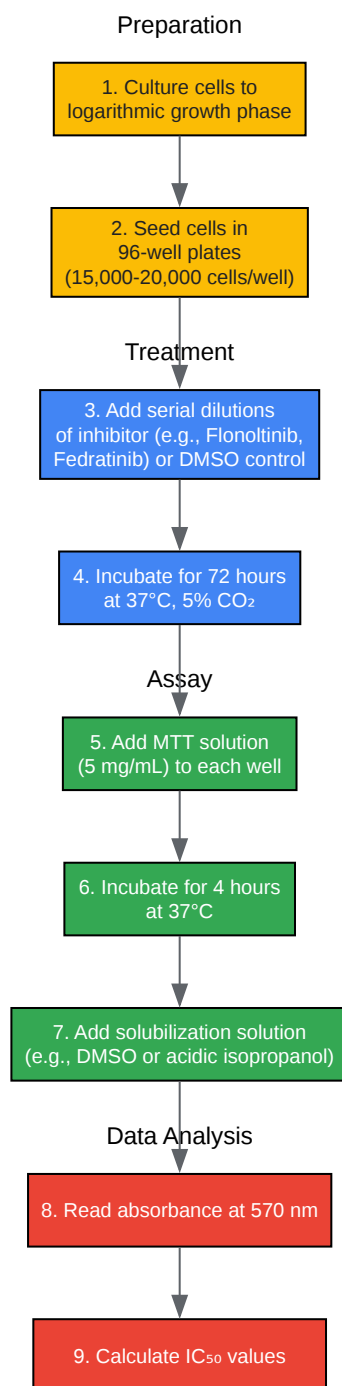 Preparation
1. Culture cells to
logarithmic growth phase
2. Seed cells in
96-well plates
(15,000-20,000 cells/well)
Treatment
3. Add serial dilutions
of inhibitor (e.g., Flonoltinib,
Fedratinib) or DMSO control
4. Incubate for 72 hours
at 37°C, 5% CO₂
Assay
5. Add MTT solution
(5 mg/mL) to each well
6. Incubate for 4 hours
at 37°C
7. Add solubilization solution
(e.g., DMSO or acidic isopropanol)
Data Analysis
8. Read absorbance at 570 nm
9. Calculate IC₅₀ values